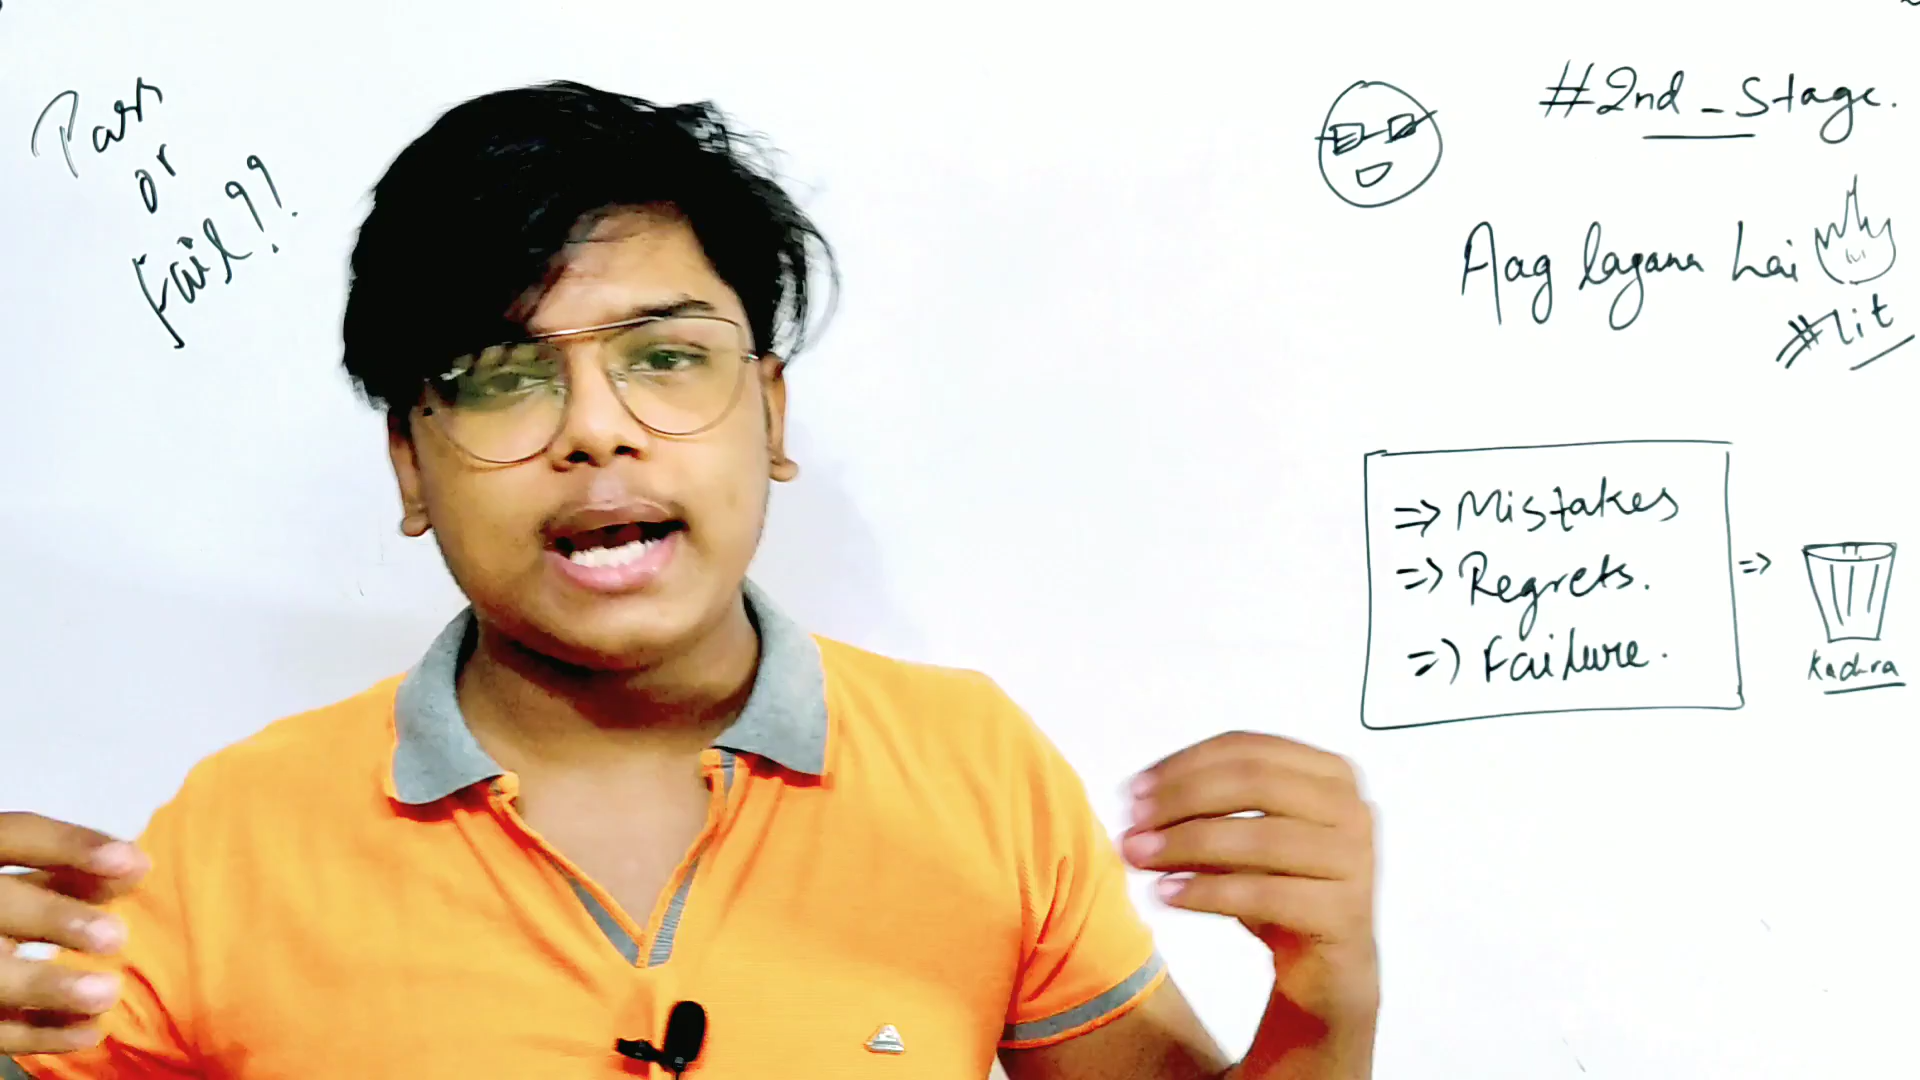 Pass
or
Fail??
#2nd_Stage.
Aag lagana hai
#Lit
=> Mistakes
=> Regrets.
=> Failure.
=>
Kachra